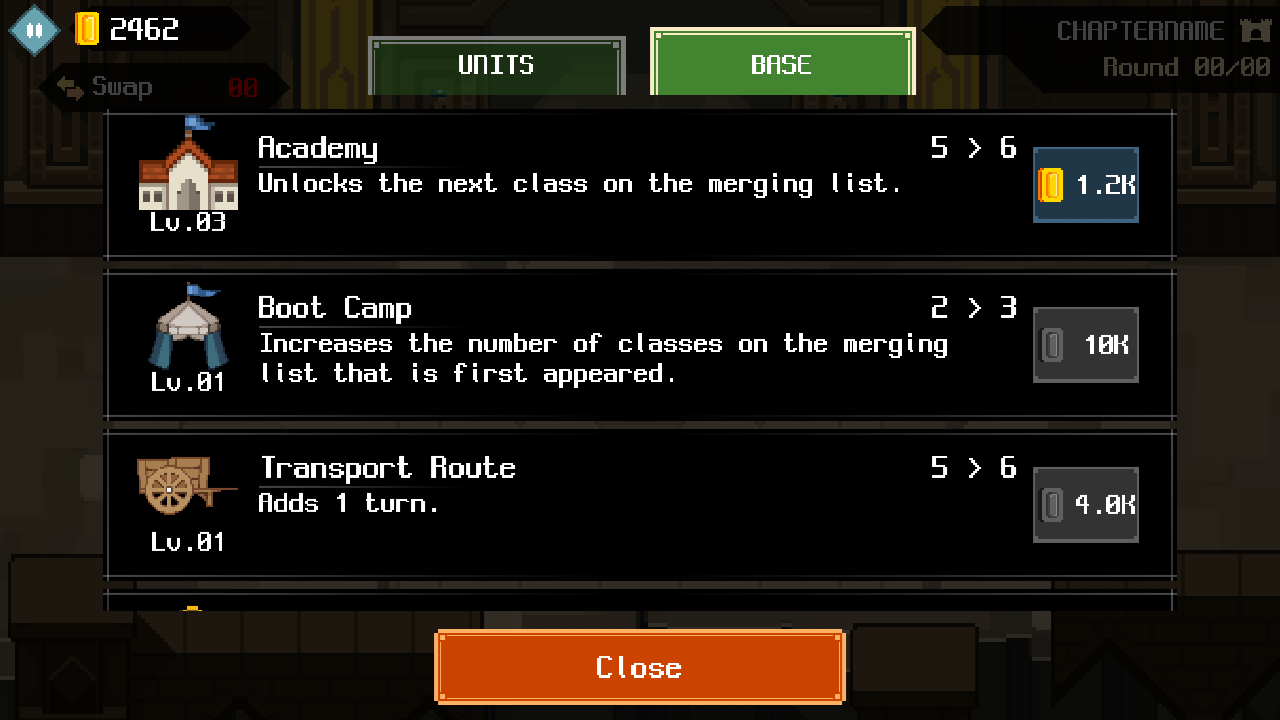 2462
CHAPTERNAME
Swap 00
Round 00/00
UNITS
BASE
Academy
5 > 6
Unlocks the next class on the merging list.
1.2K
Lv.03
Boot Camp
2 > 3
Increases the number of classes on the merging
list that is first appeared.
10K
Lv.01
Transport Route
5 > 6
Adds 1 turn.
4.0K
Lv.01
Close